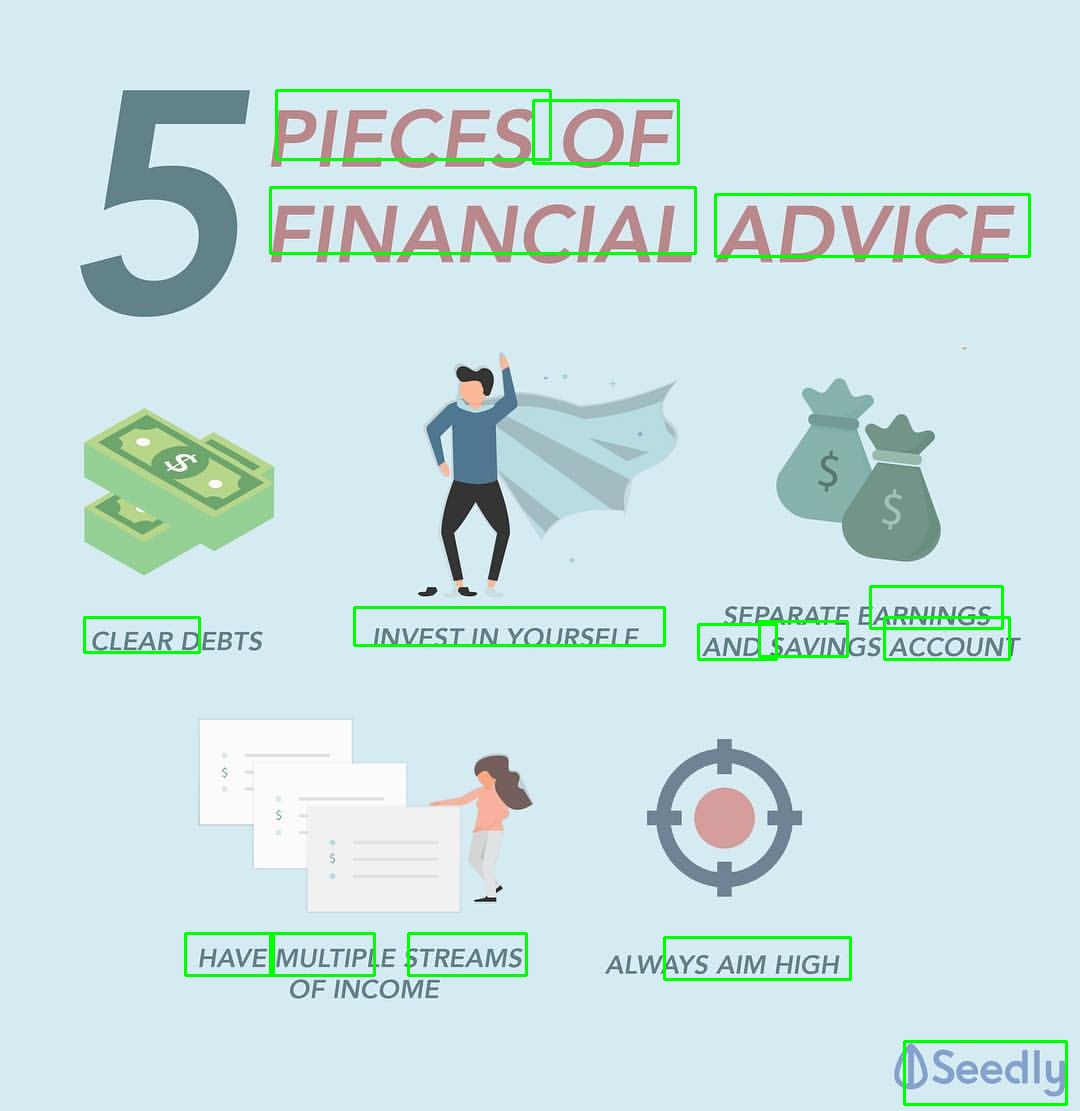 5 PIECES OF
FINANCIAL ADVICE
CLEAR DEBTS
INVEST IN YOURSELF
SEPARATE EARNINGS
AND SAVINGS ACCOUNT
HAVE MULTIPLE STREAMS
OF INCOME
ALWAYS AIM HIGH
Seedly